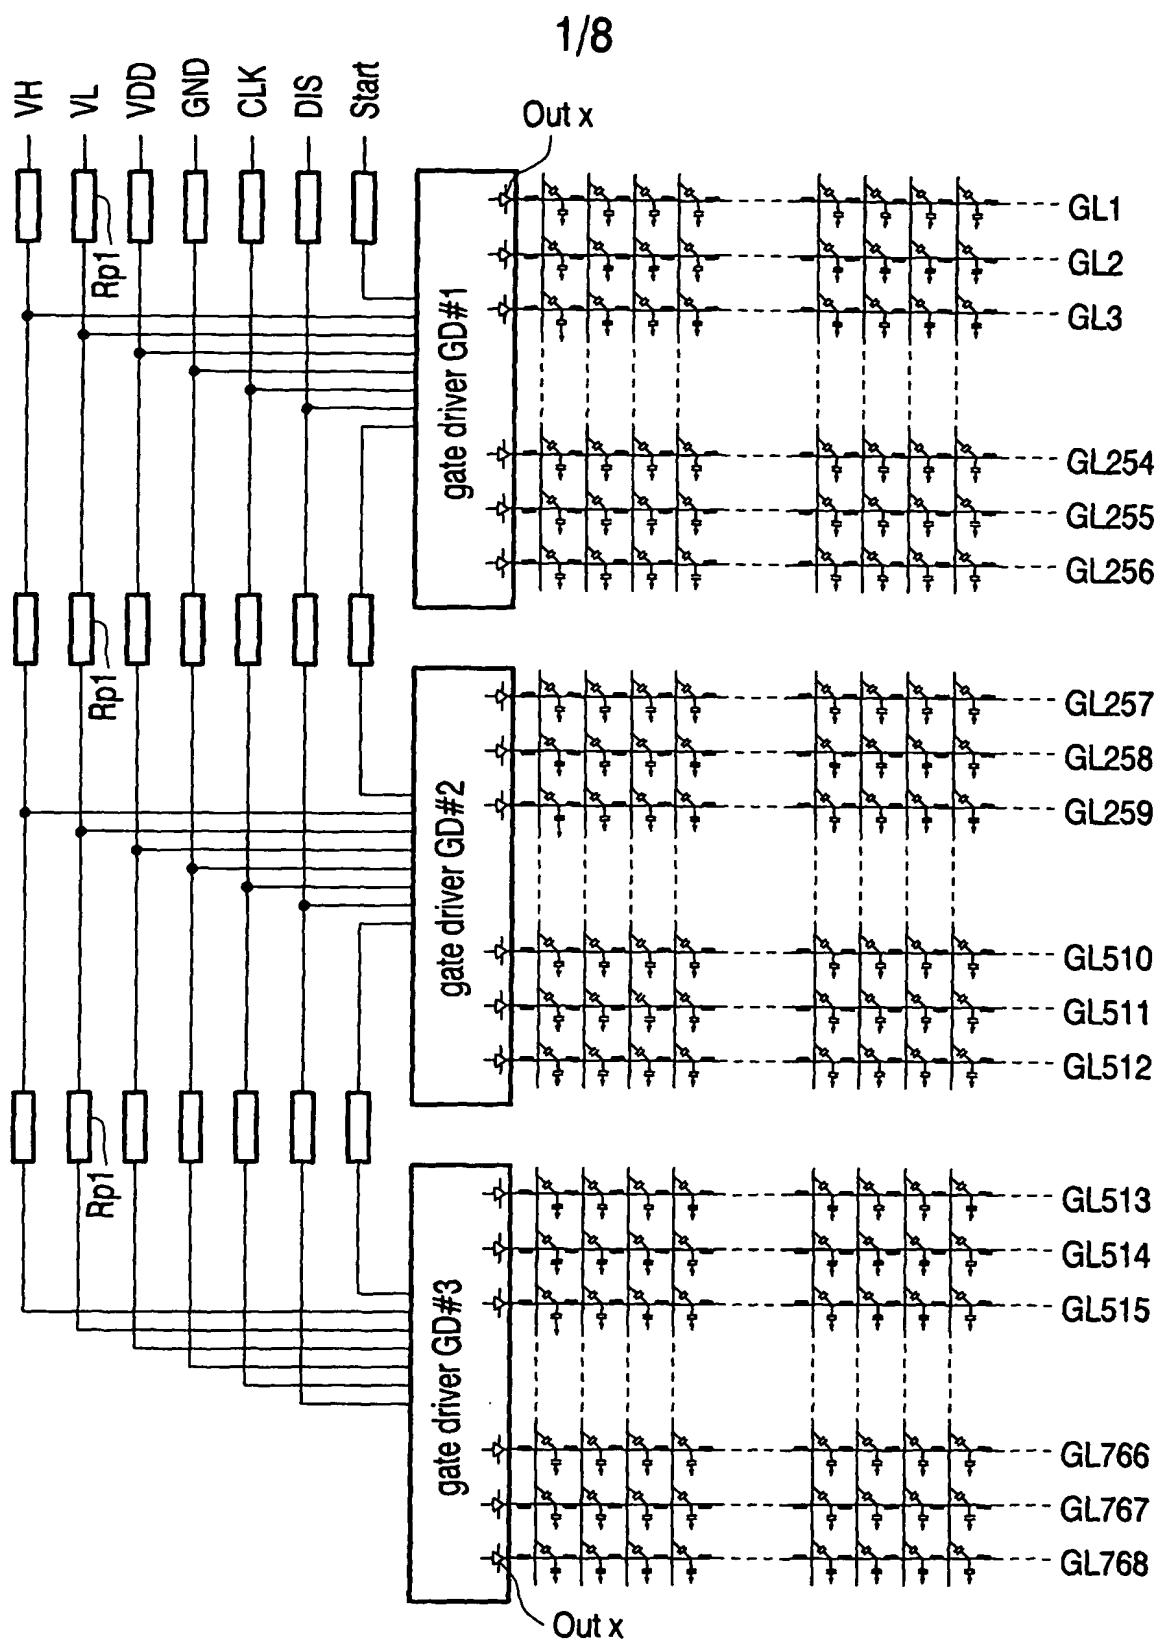 1/8
VH
VL
VDD
GND
CLK
DIS
Start
Out x
Rp1
gate driver GD#1
GL1
GL2
GL3
GL254
GL255
GL256
Rp1
gate driver GD#2
GL257
GL258
GL259
GL510
GL511
GL512
Rp1
gate driver GD#3
GL513
GL514
GL515
GL766
GL767
GL768
Out x